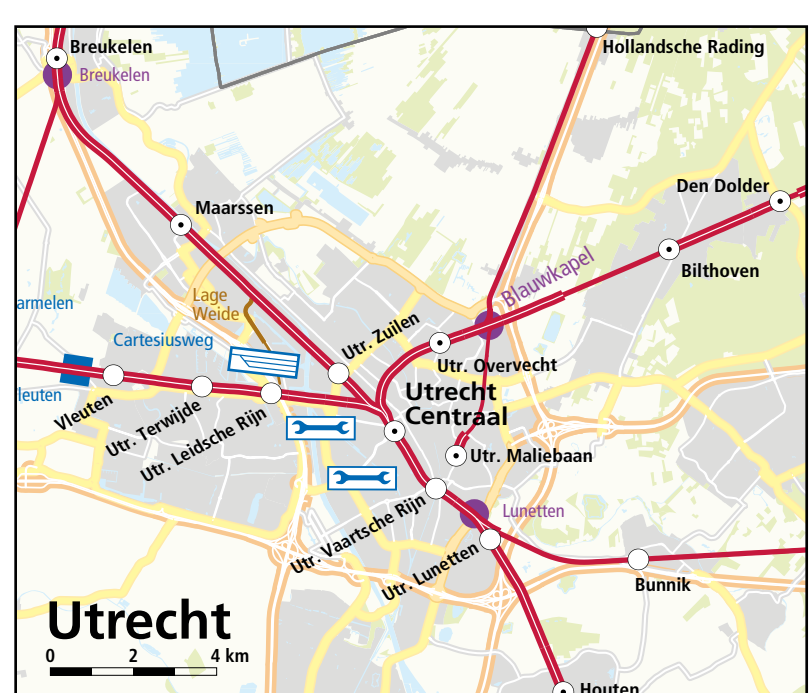 Breukelen
Hollandsche Rading
Breukelen
Den Dolder
Maarssen
Blauwkapel
Bilthoven
Lage
Weide
armelen
Utr. Zuilen
Cartesiusweg
Utr. Overvecht
Utrecht
Centraal
leuten
Vleuten
Utr. Terwijde
Utr. Leidsche Rijn
Utr. Maliebaan
Utr. Vaartsche Rijn
Lunetten
Utr. Lunetten
Bunnik
Utrecht
0 2 4 km
Houten